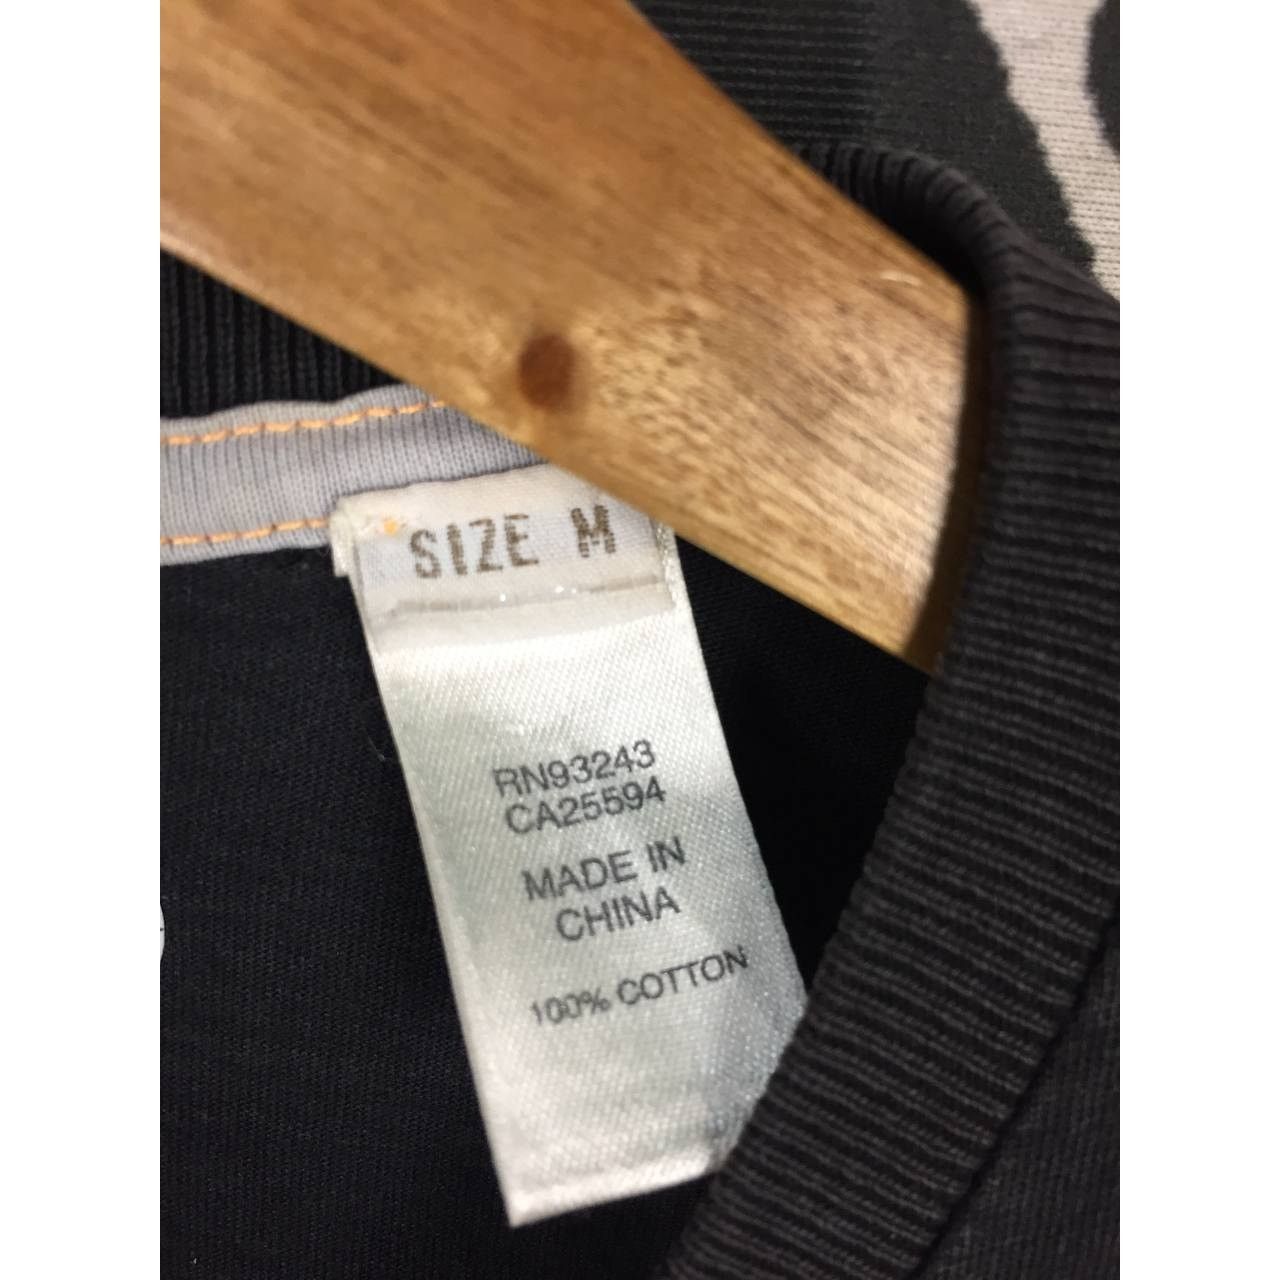 SIZE M
RN93243
CA25594
MADE IN
CHINA
100% COTTON